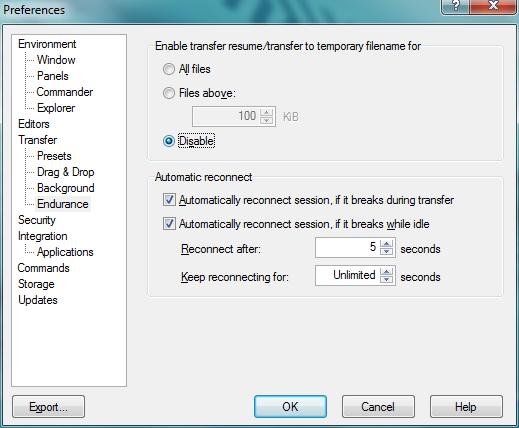 Preferences
Environment
Window
Panels
Commander
Explorer
Editors
Transfer
Presets
Drag & Drop
Background
Endurance
Security
Integration
Applications
Commands
Storage
Updates
Enable transfer resume/transfer to temporary filename for
All files
Files above:
100 KiB
Disable
Automatic reconnect
Automatically reconnect session, if it breaks during transfer
Automatically reconnect session, if it breaks while idle
Reconnect after: 5 seconds
Keep reconnecting for: Unlimited seconds
Export... OK Cancel Help